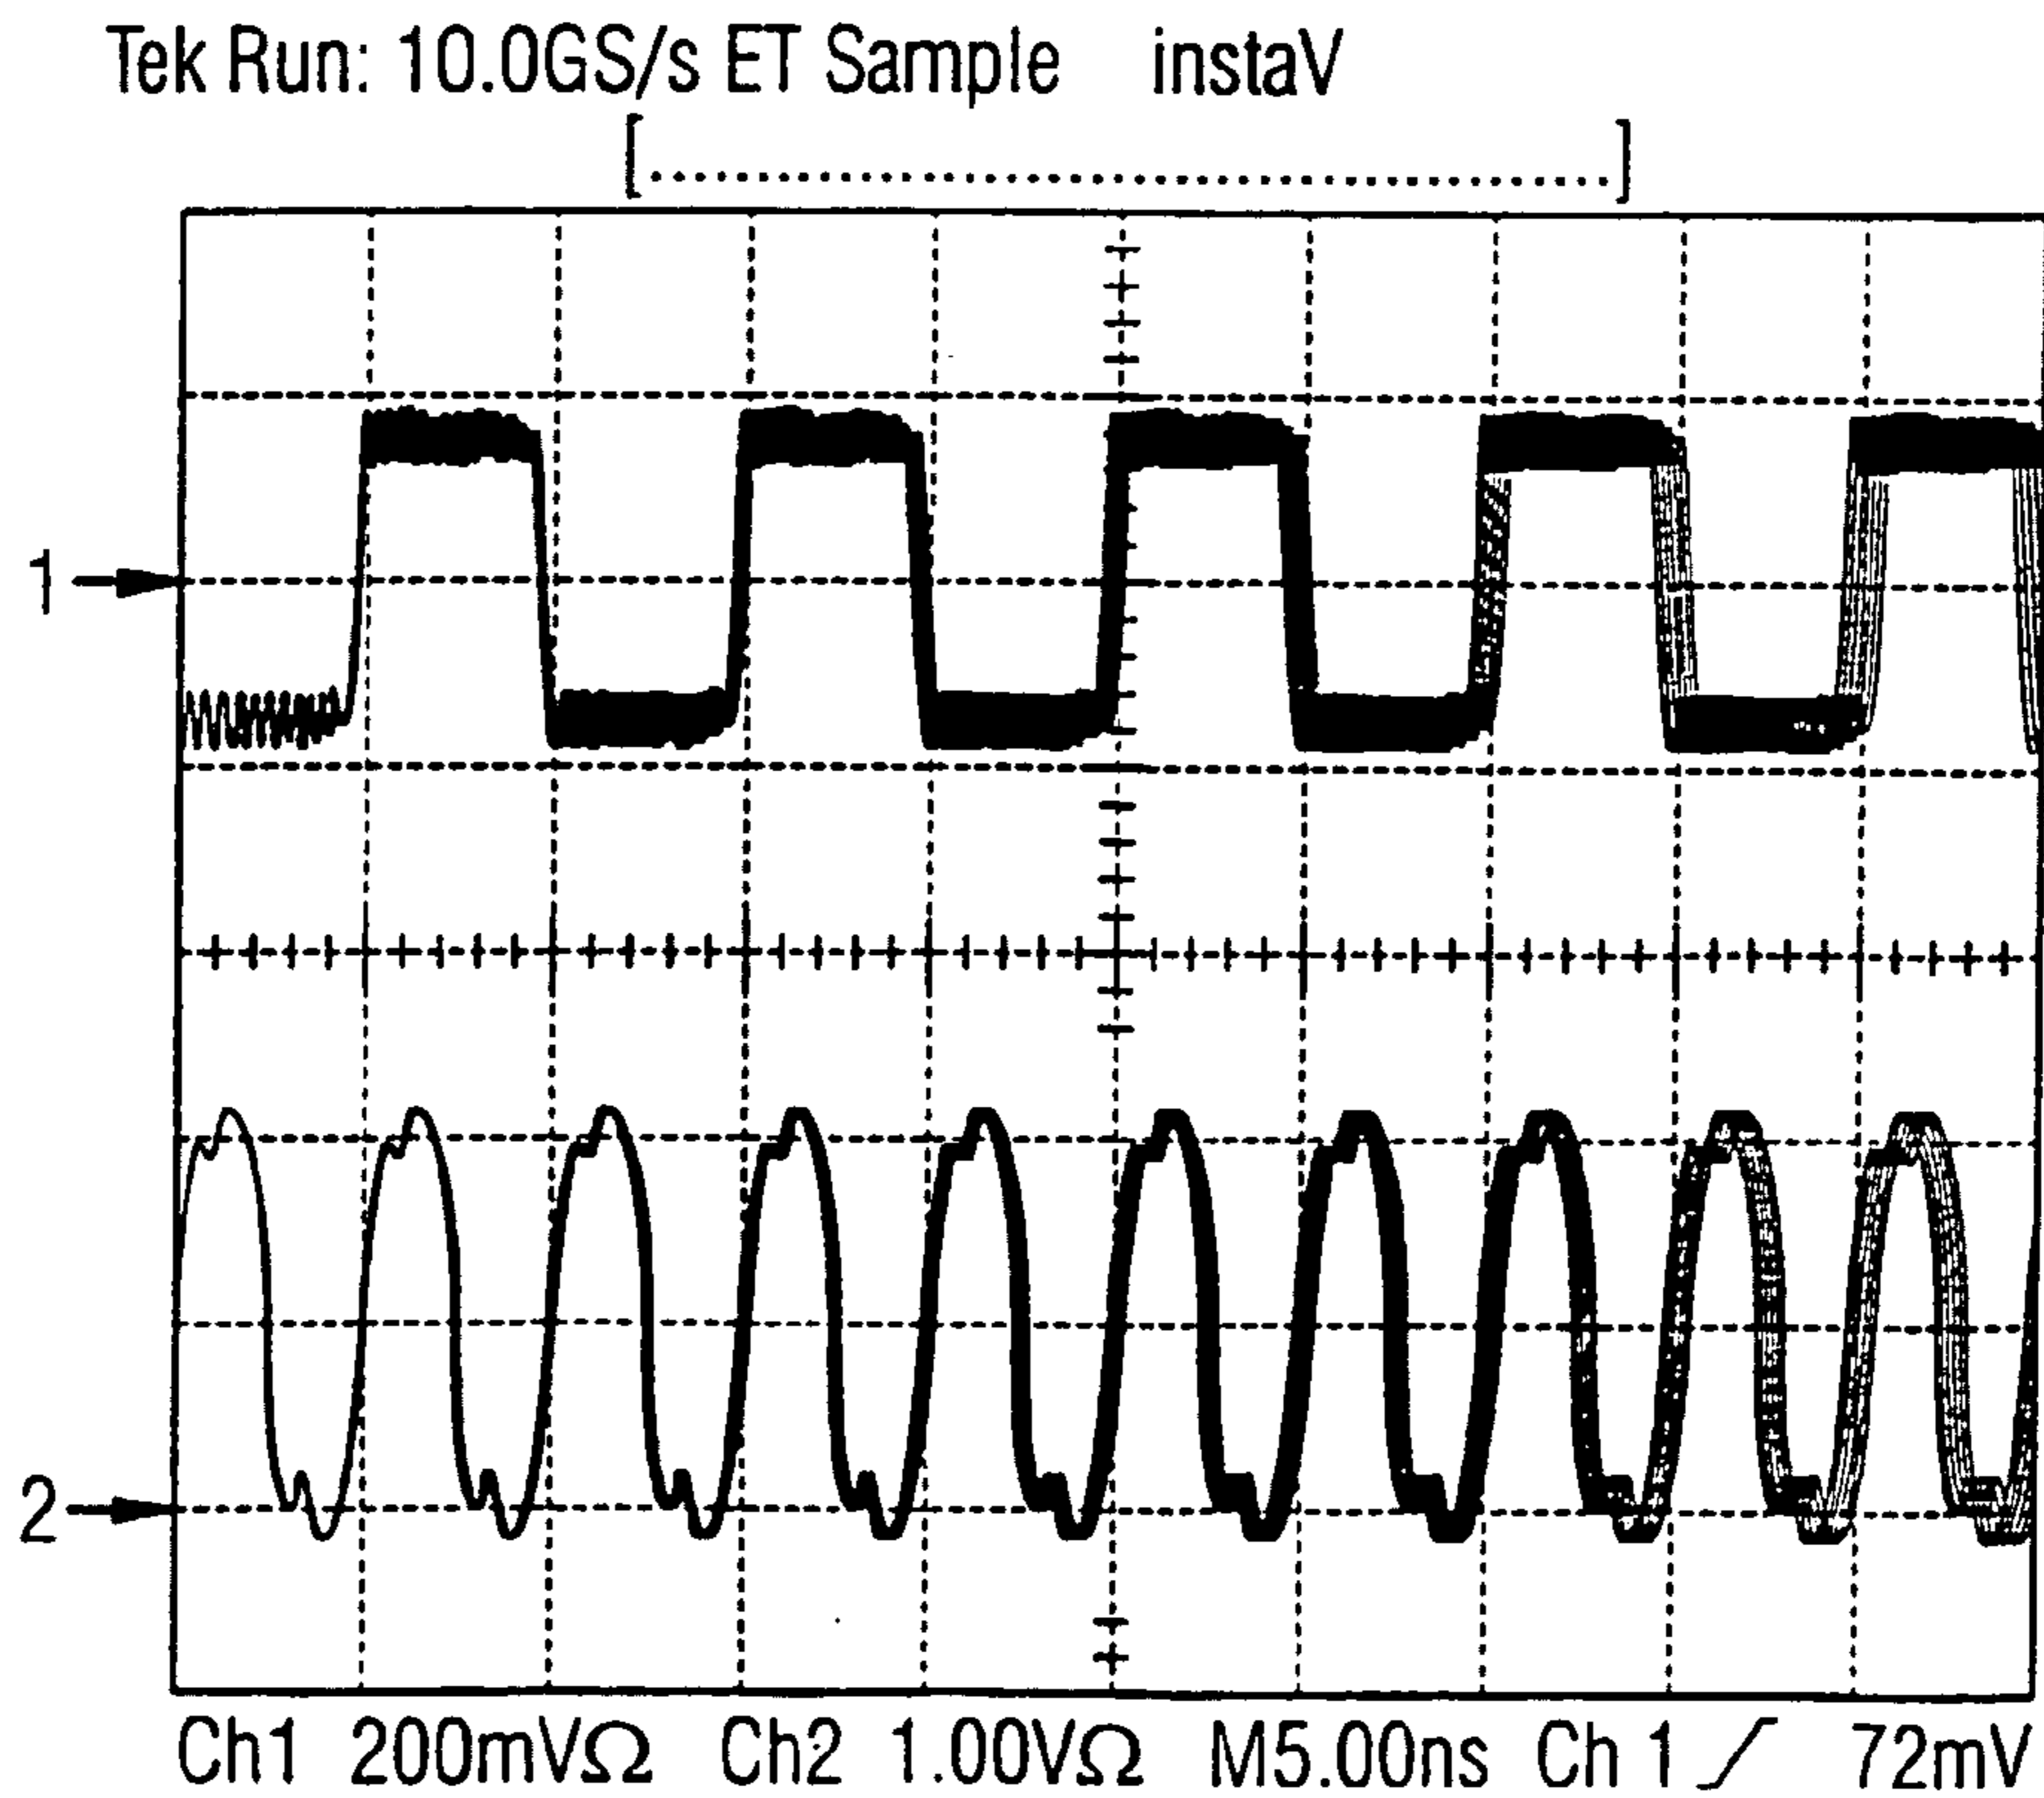 Tek Run: 10.0GS/s ET Sample instaV
1
2
Ch1 200mVΩ Ch2 1.00VΩ M5.00ns Ch 1 72mV